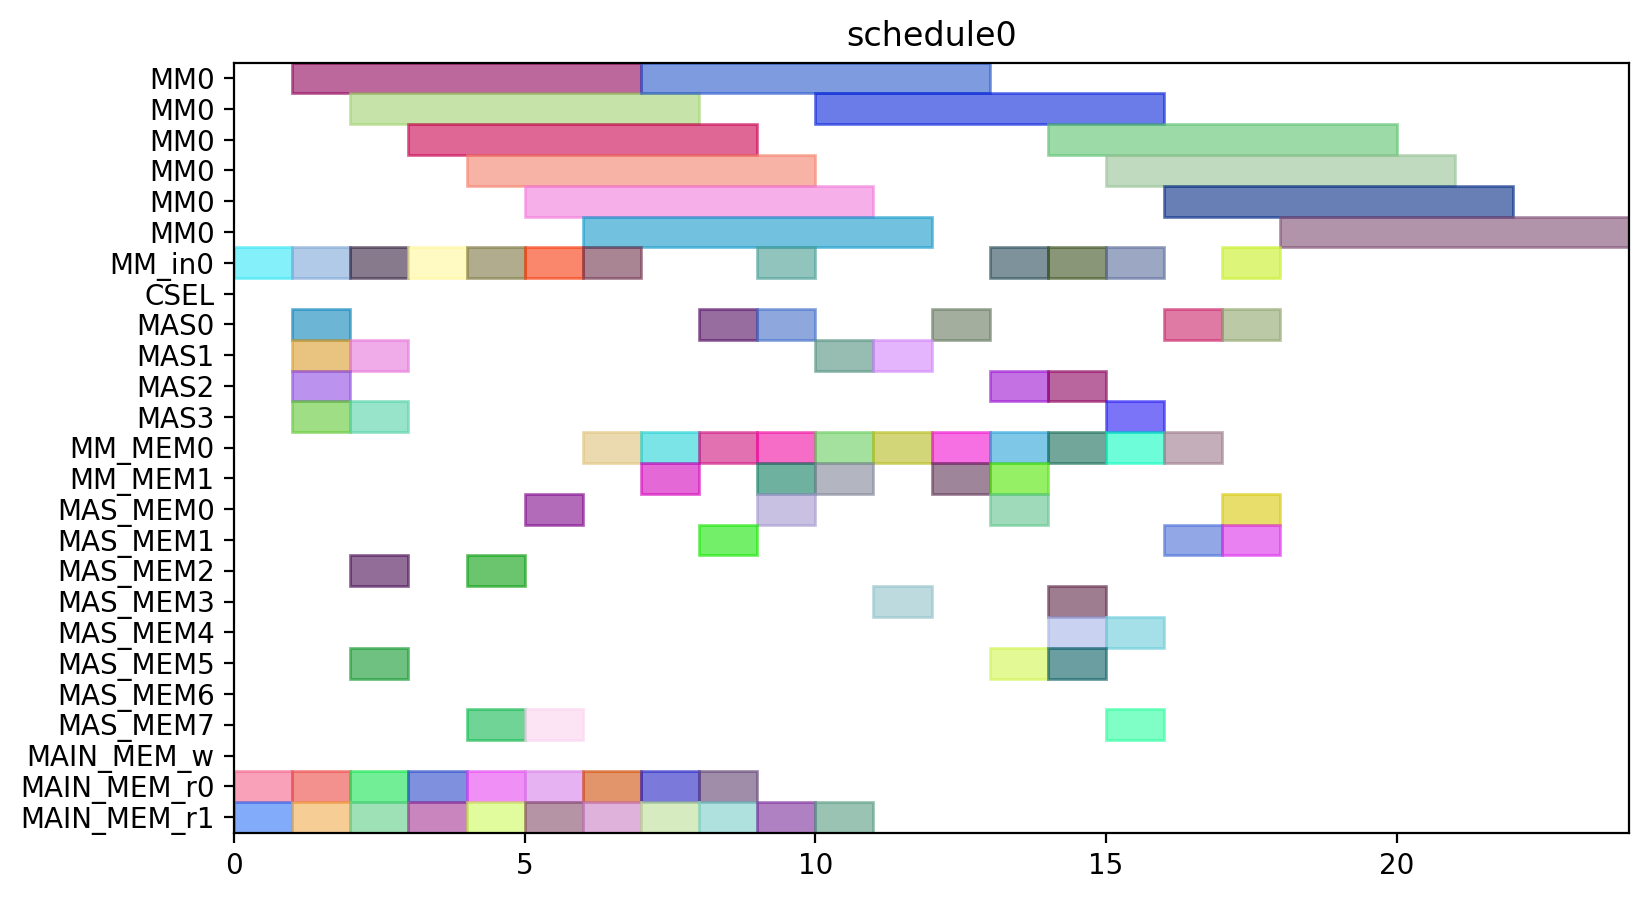 schedule0
MM0
MM0
MM0
MM0
MM0
MM0
MM_in0
CSEL
MAS0
MAS1
MAS2
MAS3
MM_MEM0
MM_MEM1
MAS_MEM0
MAS_MEM1
MAS_MEM2
MAS_MEM3
MAS_MEM4
MAS_MEM5
MAS_MEM6
MAS_MEM7
MAIN_MEM_w
MAIN_MEM_r0
MAIN_MEM_r1
0 5 10 15 20